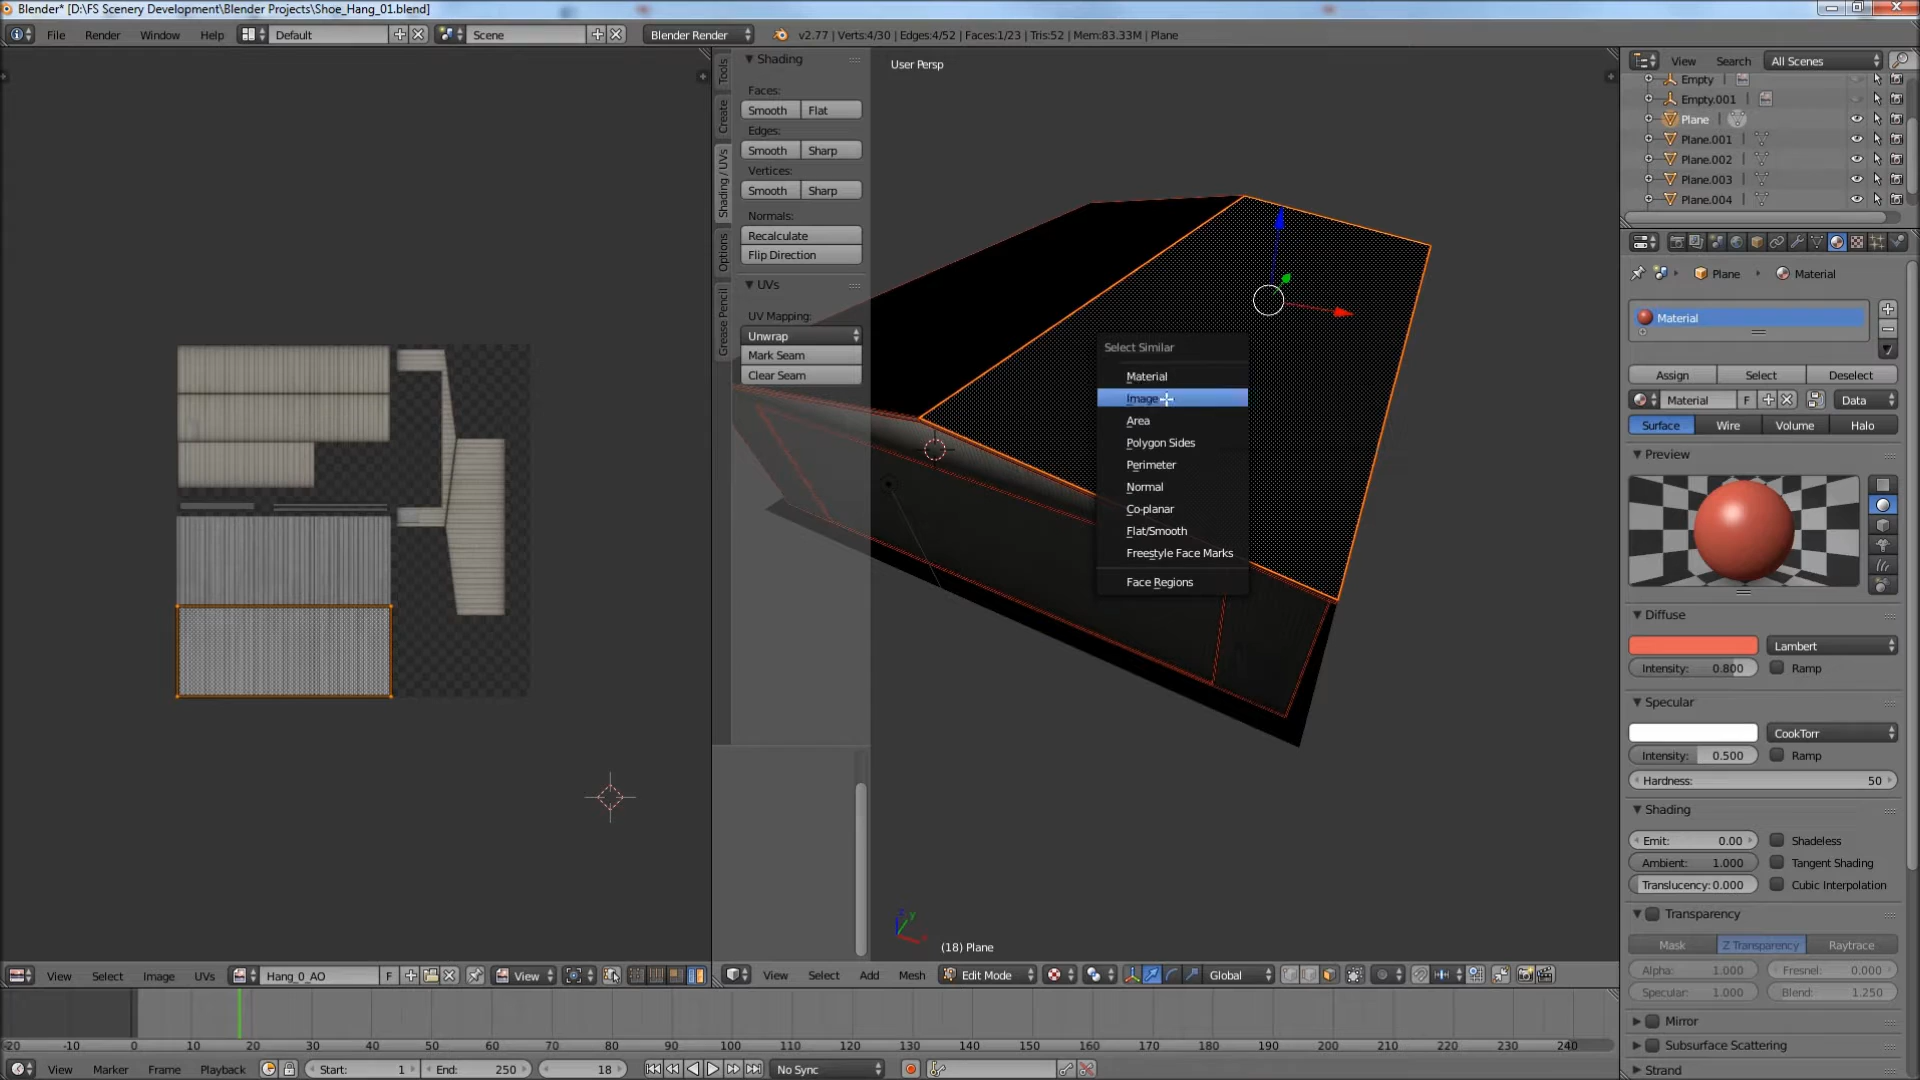 Blender* [D:\FS Scenery Development\Blender Projects\Shoe_Hang_01.blend]
File Render Window Help Default Scene Blender Render v2.77 | Verts:4/30 | Edges:4/52 | Faces:1/23 | Tris:52 | Mem:83.33M | Plane
Tools
Create
Shading / UVs
Options
Grease Pencil
Shading
Faces:
Smooth Flat
Edges:
Smooth Sharp
Vertices:
Smooth Sharp
Normals:
Recalculate
Flip Direction
UVs
UV Mapping:
Unwrap
Mark Seam
Clear Seam
User Persp
Select Similar
Material
Image
Area
Polygon Sides
Perimeter
Normal
Co-planar
Flat/Smooth
Freestyle Face Marks
Face Regions
(18) Plane
View Search All Scenes
Empty
Empty.001
Plane
Plane.001
Plane.002
Plane.003
Plane.004
Plane Material
Material
Assign Select Deselect
Material F Data
Surface Wire Volume Halo
Preview
Diffuse
Lambert
Intensity: 0.800 Ramp
Specular
CookTorr
Intensity: 0.500 Ramp
Hardness: 50
Shading
Emit: 0.00 Shadeless
Ambient: 1.000 Tangent Shading
Translucency: 0.000 Cubic Interpolation
Transparency
Mask Z Transparency Raytrace
Alpha: 1.000 Fresnel: 0.000
Specular: 1.000 Blend: 1.250
Mirror
Subsurface Scattering
Strand
View Select Image UVs Hang_0_AO F View
View Select Add Mesh Edit Mode Global
-20 -10 0 10 20 30 40 50 60 70 80 90 100 110 120 130 140 150 160 170 180 190 200 210 220 230 240
View Marker Frame Playback Start: 1 End: 250 18 No Sync